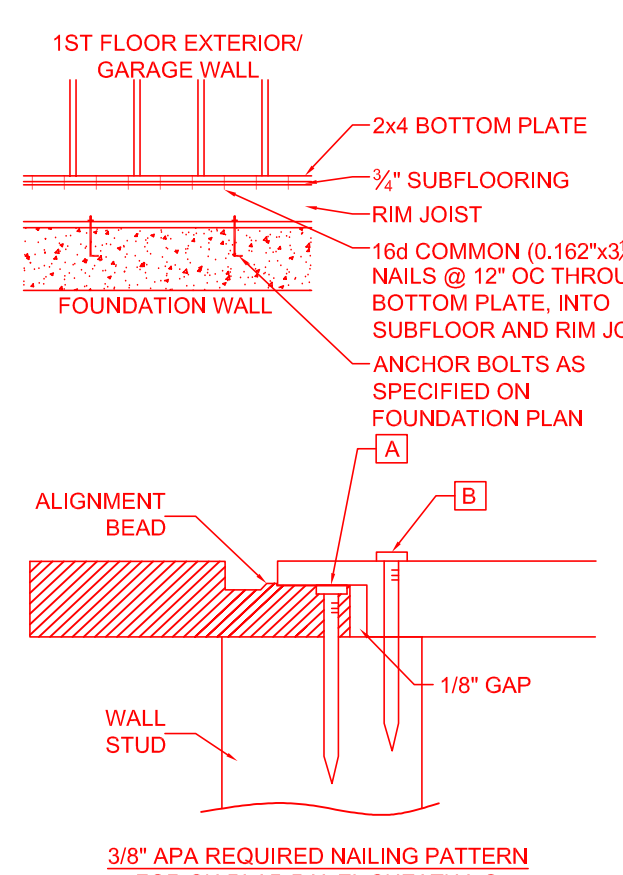 1ST FLOOR EXTERIOR/
GARAGE WALL
2x4 BOTTOM PLATE
3/4" SUBFLOORING
RIM JOIST
16d COMMON (0.162"x3
NAILS @ 12" OC
BOTTOM PLATE, INTO
SUBFLOOR AND RIM
FOUNDATION WALL
ANCHOR BOLTS AS
SPECIFIED ON
FOUNDATION PLAN
A
B
ALIGNMENT
BEAD
1/8" GAP
WALL
STUD
3/8" APA REQUIRED NAILING PATTERN